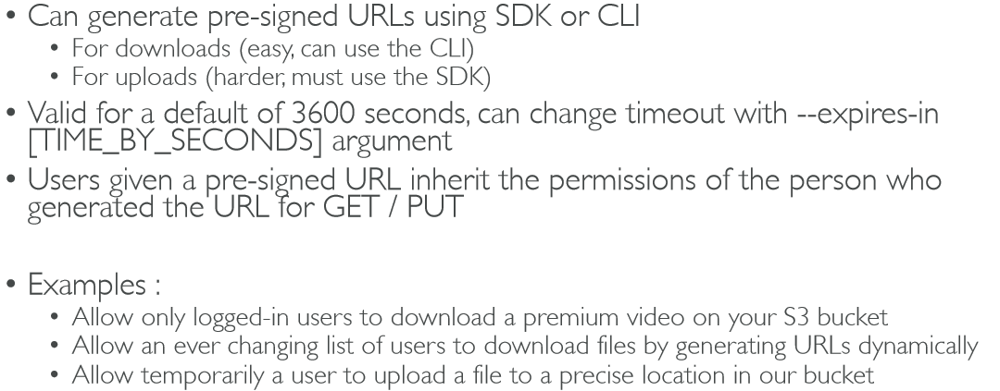 • Can generate pre-signed URLs using SDK or CLI
• For downloads (easy, can use the CLI)
• For uploads (harder, must use the SDK)
• Valid for a default of 3600 seconds, can change timeout with --expires-in
[TIME_BY_SECONDS] argument
• Users given a pre-signed URL inherit the permissions of the person who
generated the URL for GET / PUT
• Examples :
• Allow only logged-in users to download a premium video on your S3 bucket
• Allow an ever changing list of users to download files by generating URLs dynamically
• Allow temporarily a user to upload a file to a precise location in our bucket